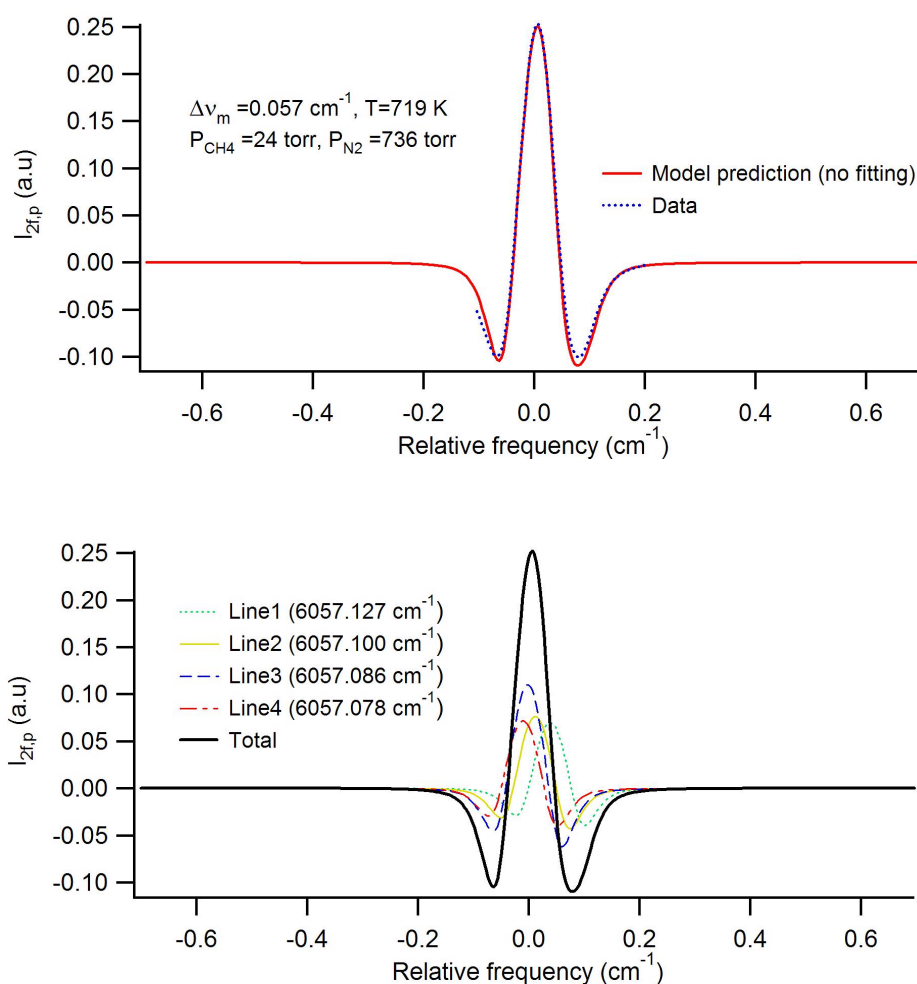 0.25
0.20
0.15
0.10
0.05
0.00
-0.05
-0.10
I2f,p (a.u)
Δνm =0.057 cm-1, T=719 K
PCH4 =24 torr, PN2 =736 torr
Model prediction (no fitting)
Data
-0.6 -0.4 -0.2 0.0 0.2 0.4 0.6
Relative frequency (cm-1)
0.25
0.20
0.15
0.10
0.05
0.00
-0.05
-0.10
I2f,p (a.u)
Line1 (6057.127 cm-1)
Line2 (6057.100 cm-1)
Line3 (6057.086 cm-1)
Line4 (6057.078 cm-1)
Total
-0.6 -0.4 -0.2 0.0 0.2 0.4 0.6
Relative frequency (cm-1)